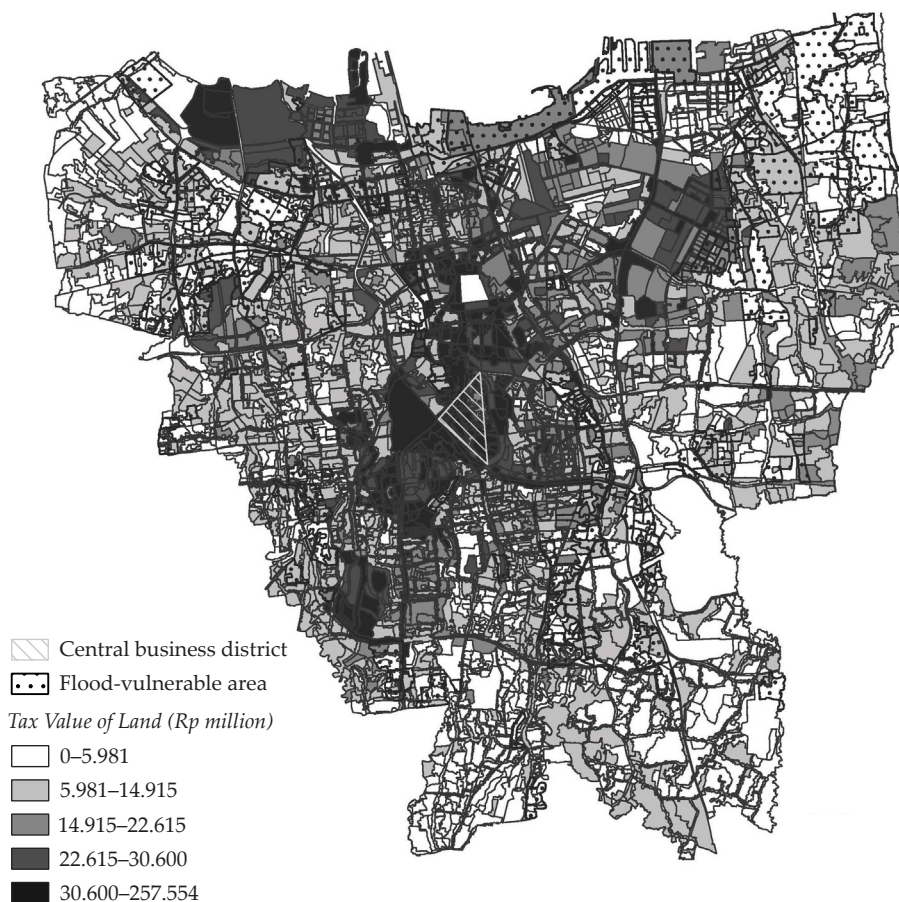 Central business district
Flood-vulnerable area
Tax Value of Land (Rp million)
0–5.981
5.981–14.915
14.915–22.615
22.615–30.600
30.600–257.554